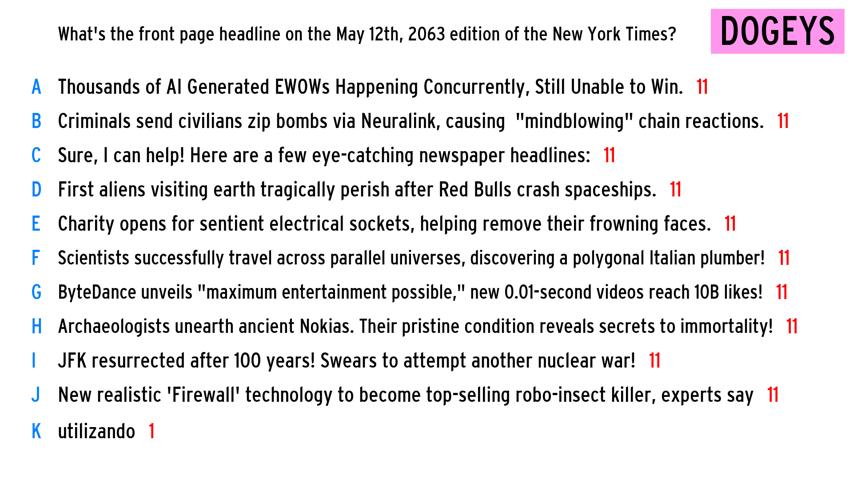 What's the front page headline on the May 12th, 2063 edition of the New York Times?
DOGEYS
A Thousands of AI Generated EWOWs Happening Concurrently, Still Unable to Win. 11
B Criminals send civilians zip bombs via Neuralink, causing "mindblowing" chain reactions. 11
C Sure, I can help! Here are a few eye-catching newspaper headlines: 11
D First aliens visiting earth tragically perish after Red Bulls crash spaceships. 11
E Charity opens for sentient electrical sockets, helping remove their frowning faces. 11
F Scientists successfully travel across parallel universes, discovering a polygonal Italian plumber! 11
G ByteDance unveils "maximum entertainment possible," new 0.01-second videos reach 10B likes! 11
H Archaeologists unearth ancient Nokias. Their pristine condition reveals secrets to immortality! 11
I JFK resurrected after 100 years! Swears to attempt another nuclear war! 11
J New realistic 'Firewall' technology to become top-selling robo-insect killer, experts say 11
K utilizando 1